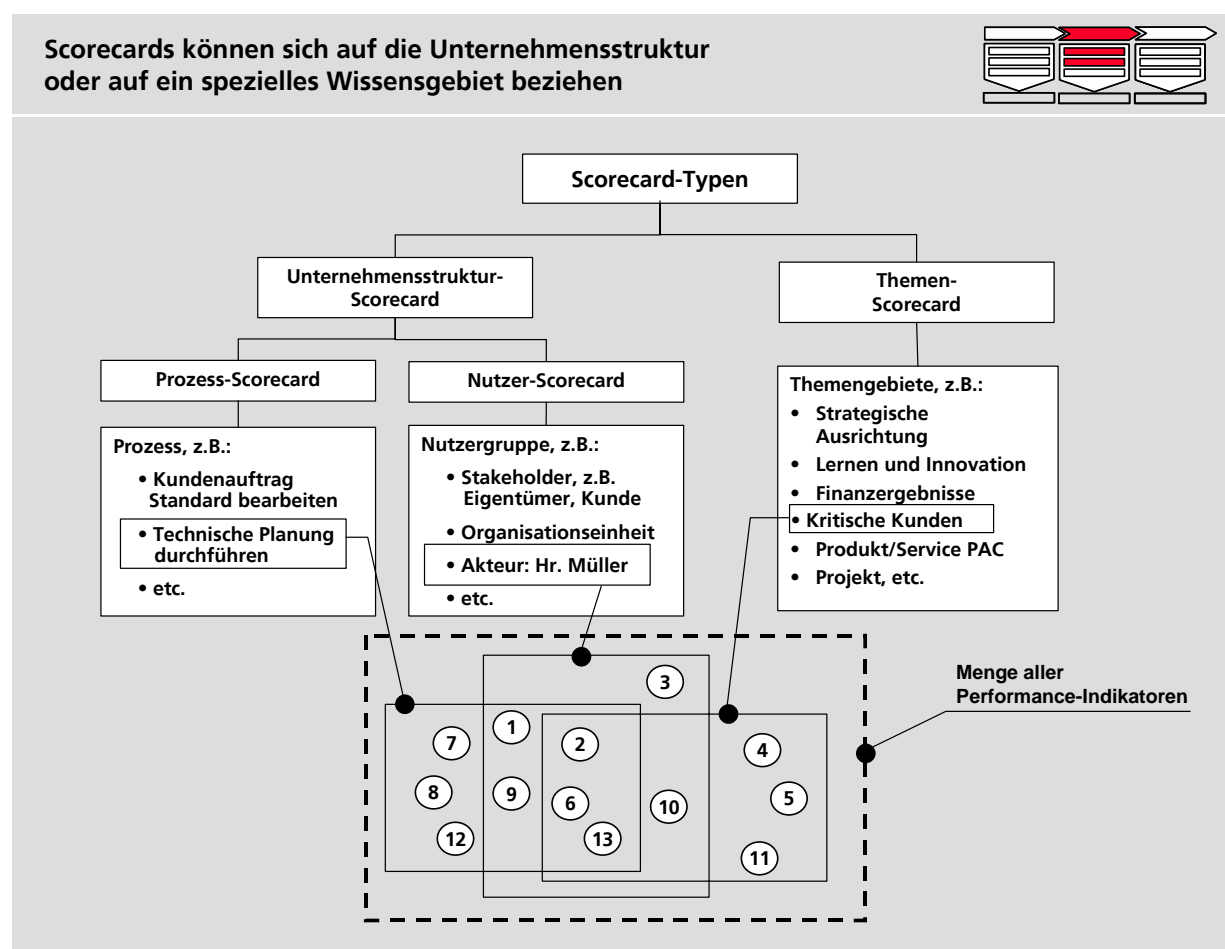 Scorecards können sich auf die Unternehmensstruktur
oder auf ein spezielles Wissensgebiet beziehen
Scorecard-Typen
Unternehmensstruktur-
Scorecard
Themen-
Scorecard
Prozess-Scorecard
Nutzer-Scorecard
Prozess, z.B.:
• Kundenauftrag
Standard bearbeiten
• Technische Planung
durchführen
• etc.
Nutzergruppe, z.B.:
• Stakeholder, z.B.
Eigentümer, Kunde
• Organisationseinheit
• Akteur: Hr. Müller
• etc.
Themengebiete, z.B.:
• Strategische
Ausrichtung
• Lernen und Innovation
• Finanzergebnisse
• Kritische Kunden
• Produkt/Service PAC
• Projekt, etc.
Menge aller
Performance-Indikatoren
3
1
7
2
4
8
9
6
10
5
12
13
11